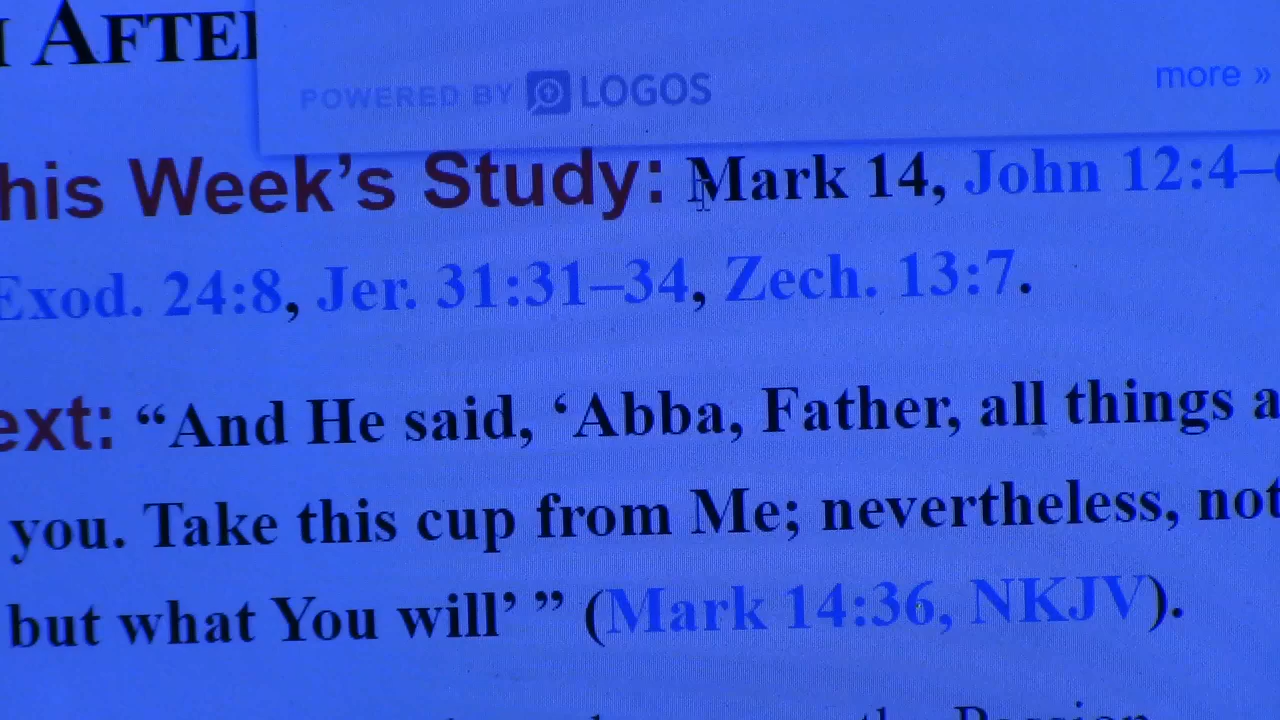 AFTE
POWERED BY LOGOS
more »
his Week’s Study: Mark 14, John 12:4–
Exod. 24:8, Jer. 31:31–34, Zech. 13:7.
ext: “And He said, ‘Abba, Father, all things a
you. Take this cup from Me; nevertheless, not
but what You will’ ” (Mark 14:36, NKJV).
the Passion